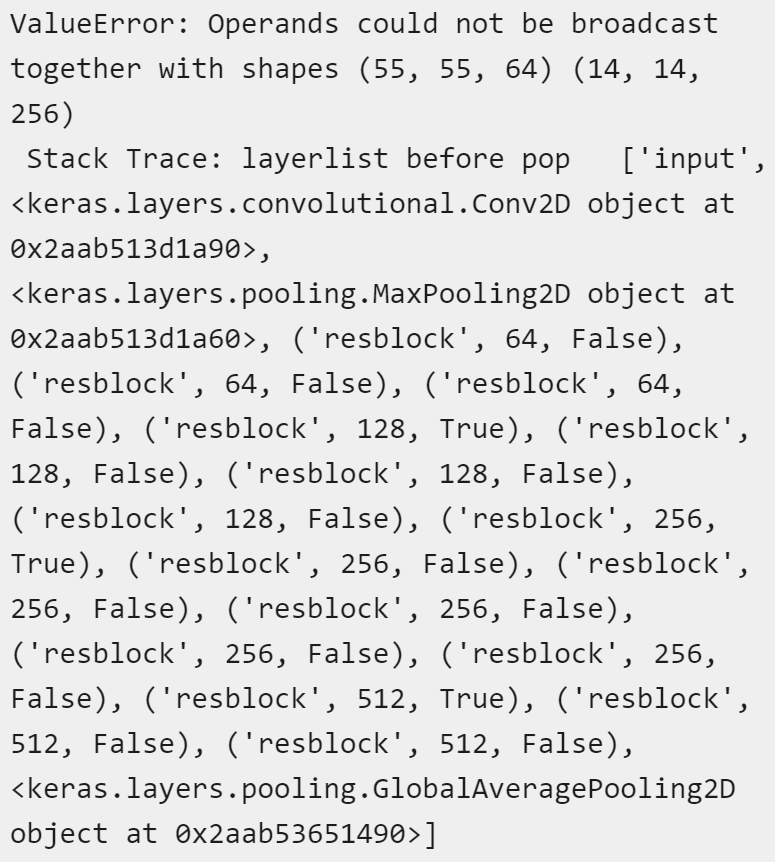 ValueError: Operands could not be broadcast
together with shapes (55, 55, 64) (14, 14,
256)
 Stack Trace: layerlist before pop   ['input',
<keras.layers.convolutional.Conv2D object at
0x2aab513d1a90>,
<keras.layers.pooling.MaxPooling2D object at
0x2aab513d1a60>, ('resblock', 64, False),
('resblock', 64, False), ('resblock', 64,
False), ('resblock', 128, True), ('resblock',
128, False), ('resblock', 128, False),
('resblock', 128, False), ('resblock', 256,
True), ('resblock', 256, False), ('resblock',
256, False), ('resblock', 256, False),
('resblock', 256, False), ('resblock', 256,
False), ('resblock', 512, True), ('resblock',
512, False), ('resblock', 512, False),
<keras.layers.pooling.GlobalAveragePooling2D
object at 0x2aab53651490>]